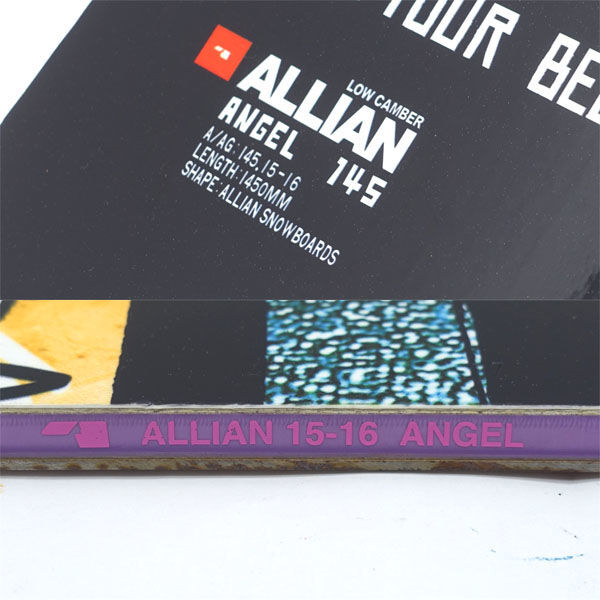 YOUR BE
LOW CAMBER
ALLIAN
ANGEL 145
A/AG:145,15-16
LENGTH:1450MM
SHAPE:ALLIAN SNOWBOARDS
ALLIAN 15-16 ANGEL